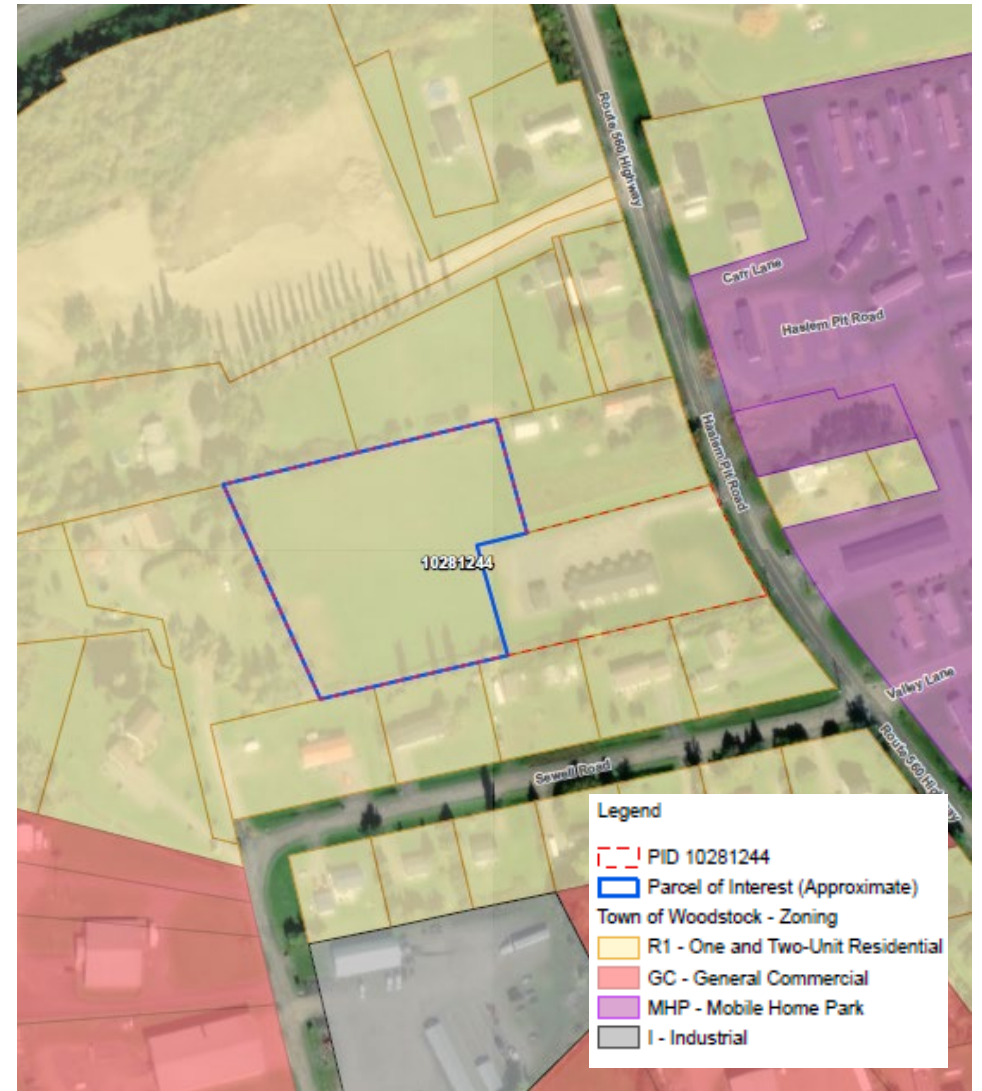 Route 560 Highway
Carr Lane
Haslem Pit Road
Haslem Pit Road
10281244
Valley Lane
Route 560 Highway
Sewell Road
Legend
PID 10281244
Parcel of Interest (Approximate)
Town of Woodstock - Zoning
R1 - One and Two-Unit Residential
GC - General Commercial
MHP - Mobile Home Park
I - Industrial